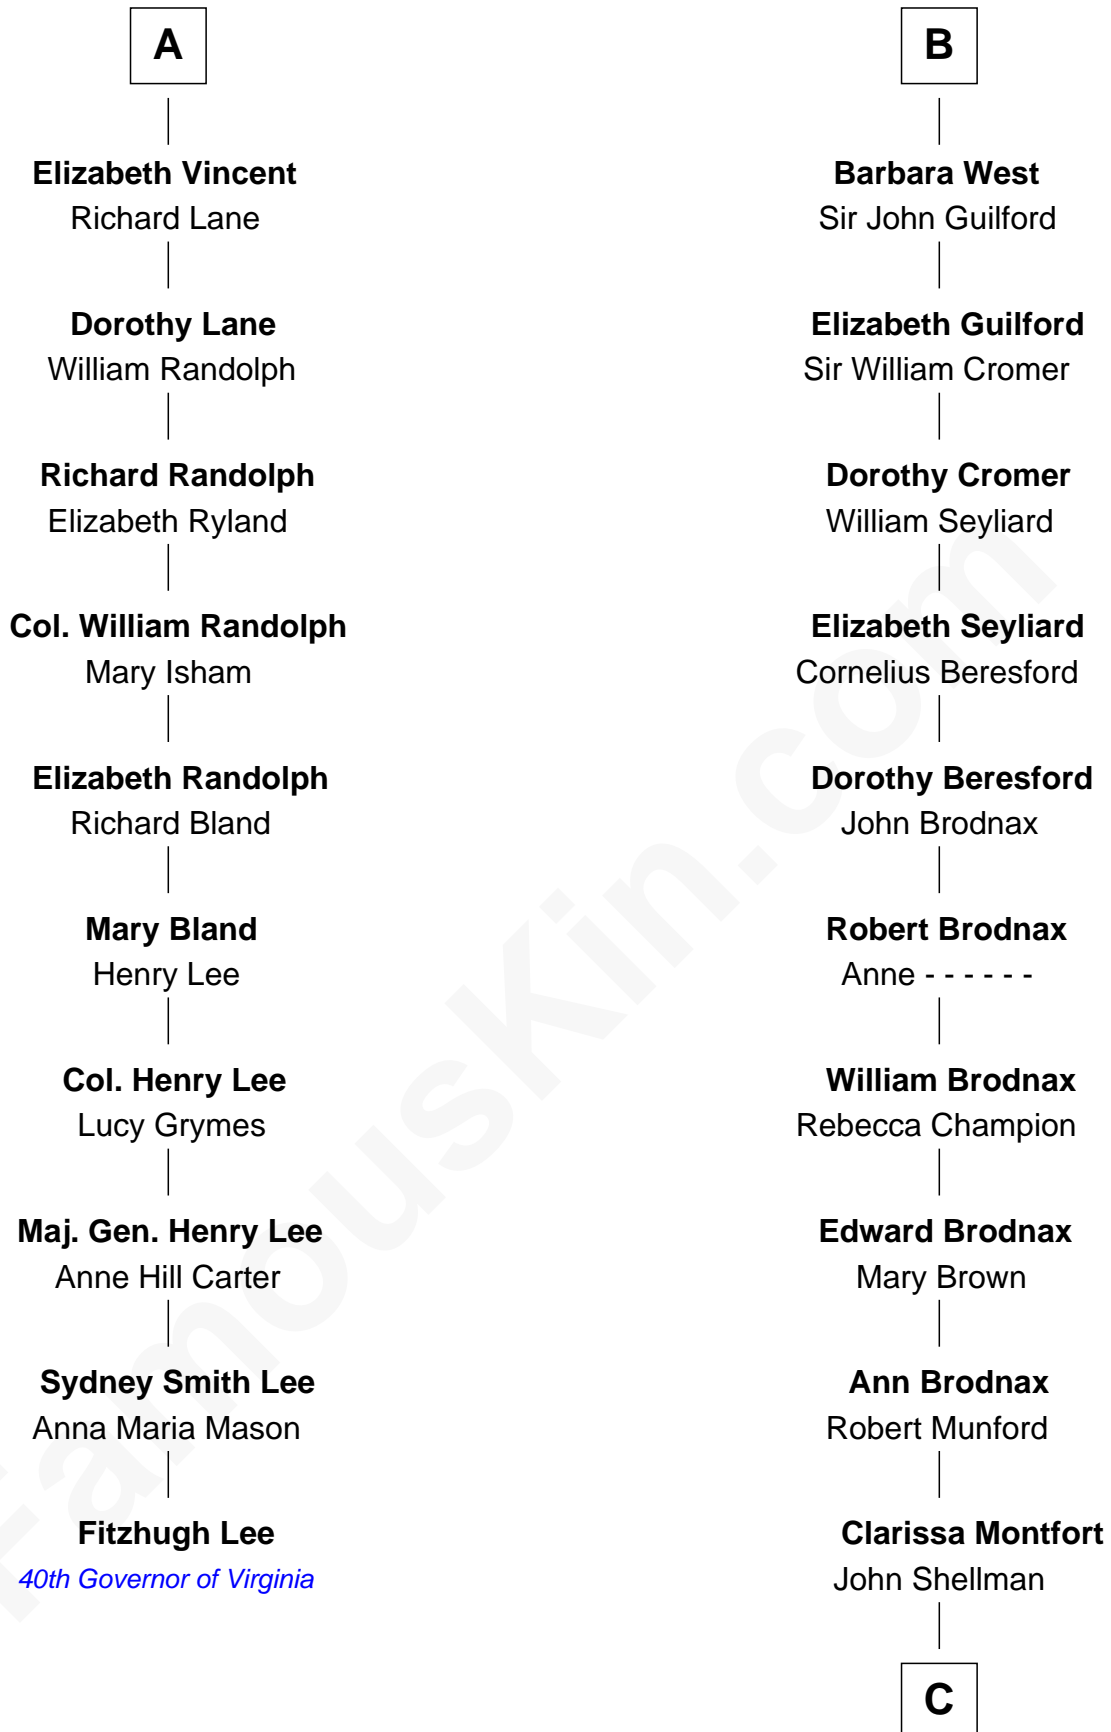 A
Elizabeth Vincent
Richard Lane
Dorothy Lane
William Randolph
Richard Randolph
Elizabeth Ryland
Col. William Randolph
Mary Isham
Elizabeth Randolph
Richard Bland
Mary Bland
Henry Lee
Col. Henry Lee
Lucy Grymes
Maj. Gen. Henry Lee
Anne Hill Carter
Sydney Smith Lee
Anna Maria Mason
Fitzhugh Lee
40th Governor of Virginia
B
Barbara West
Sir John Guilford
Elizabeth Guilford
Sir William Cromer
Dorothy Cromer
William Seyliard
Elizabeth Seyliard
Cornelius Beresford
Dorothy Beresford
John Brodnax
Robert Brodnax
Anne - - - - - -
William Brodnax
Rebecca Champion
Edward Brodnax
Mary Brown
Ann Brodnax
Robert Munford
Clarissa Montfort
John Shellman
C
FamousKin.com